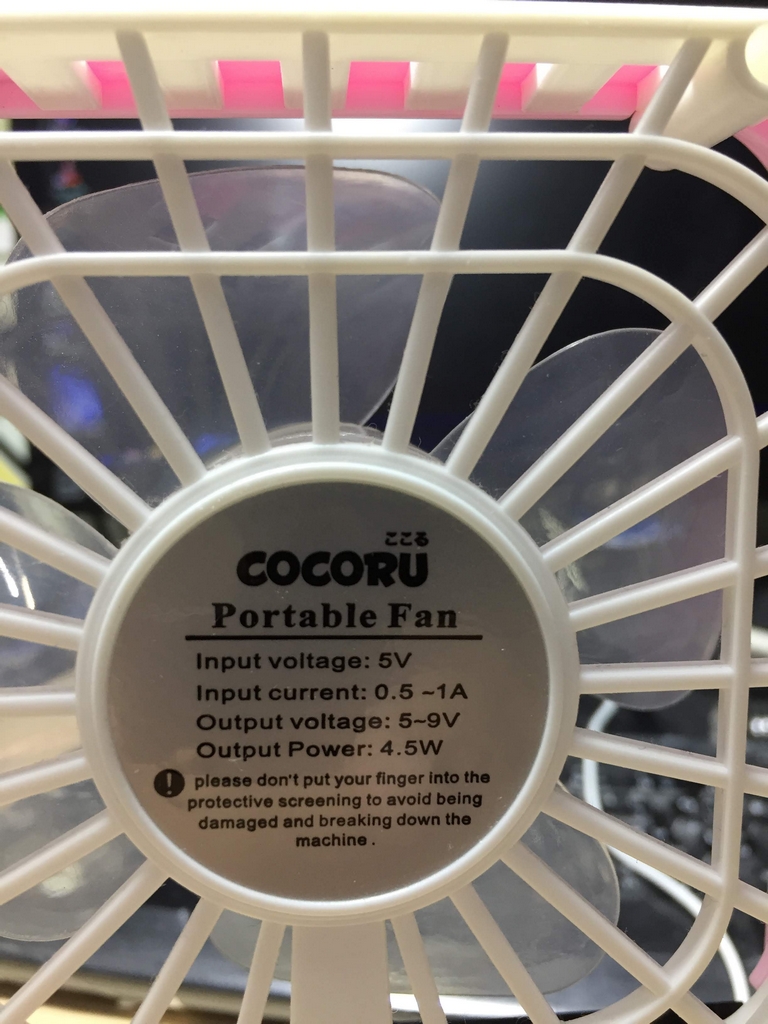 こころ
COCORU
Portable Fan
Input voltage: 5V
Input current: 0.5 ~1A
Output voltage: 5~9V
Output Power: 4.5W
! please don't put your finger into the
protective screening to avoid being
damaged and breaking down the
machine .